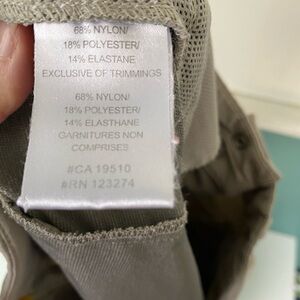 68% NYLON/
18% POLYESTER/
14% ELASTANE
EXCLUSIVE OF TRIMMINGS
68% NYLON/
18% POLYESTER/
14% ELASTHANE
GARNITURES NON
COMPRISES
#CA 19510
#RN 123274